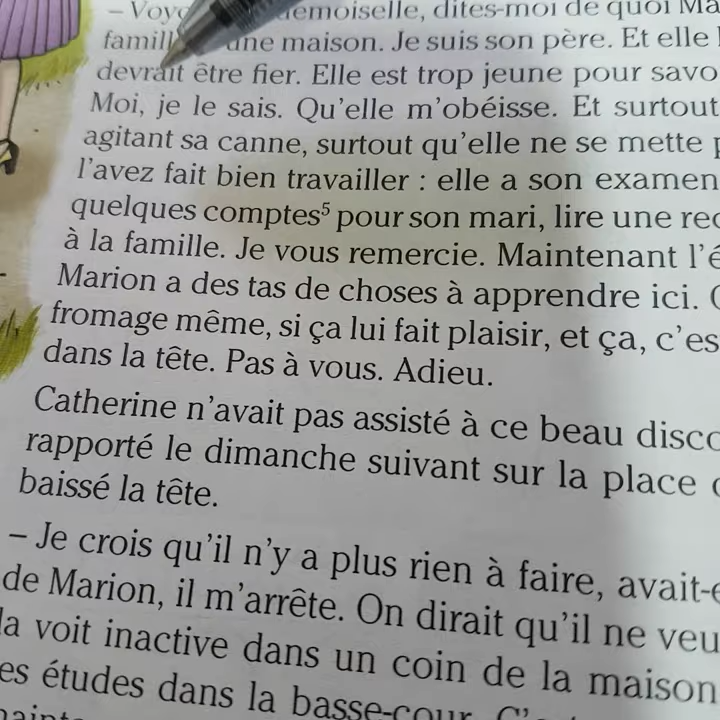 – Voyo emoiselle, dites-moi de quoi Ma
famill une maison. Je suis son père. Et elle
devrait être fier. Elle est trop jeune pour savo
Moi, je le sais. Qu'elle m'obéisse. Et surtout
agitant sa canne, surtout qu'elle ne se mette p
l'avez fait bien travailler : elle a son examen
quelques comptes⁵ pour son mari, lire une rec
à la famille. Je vous remercie. Maintenant l'é
Marion a des tas de choses à apprendre ici.
fromage même, si ça lui fait plaisir, et ça, c'es
dans la tête. Pas à vous. Adieu.
Catherine n'avait pas assisté à ce beau disco
rapporté le dimanche suivant sur la place
baissé la tête.
– Je crois qu'il n'y a plus rien à faire, avait-e
de Marion, il m'arrête. On dirait qu'il ne veu
la voit inactive dans un coin de la maison
es études dans la basse-cour.